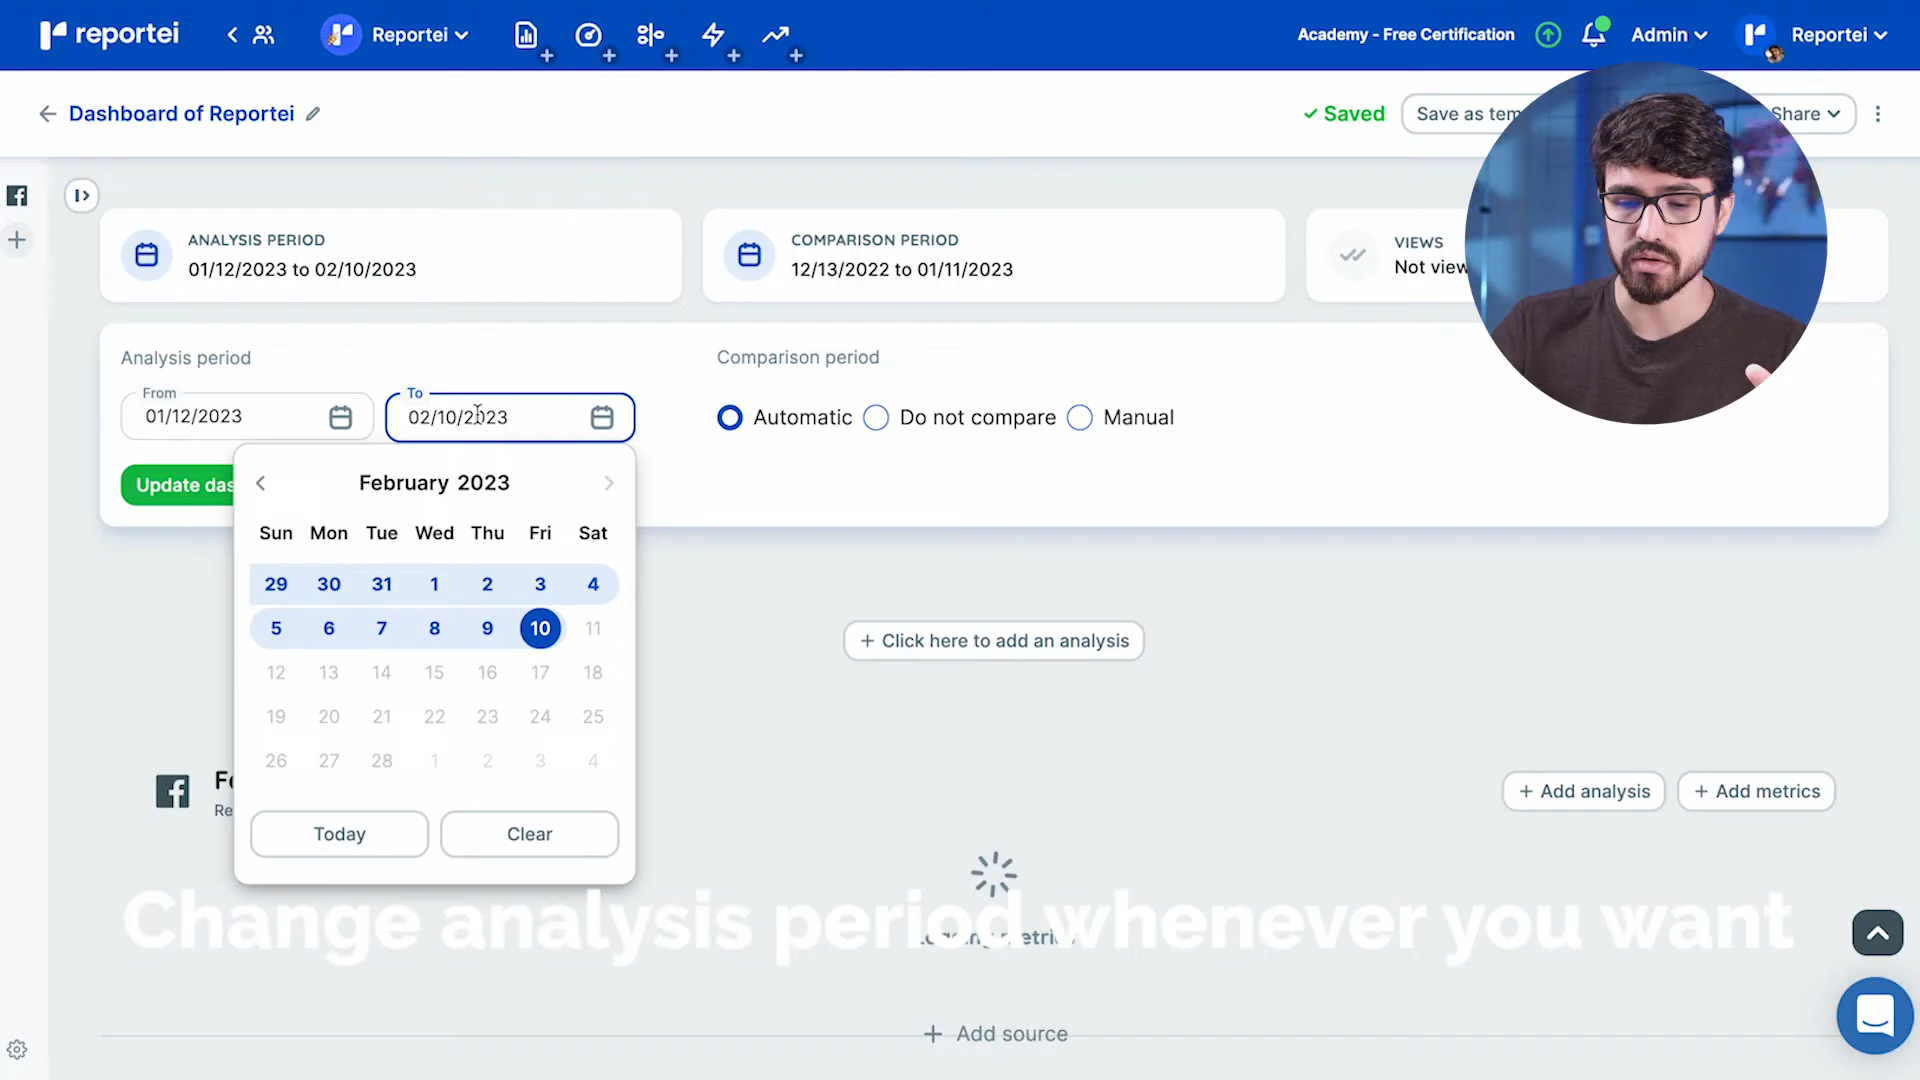 reportei
Reportei
Academy - Free Certification
Admin
Reportei
Dashboard of Reportei
Saved
Save as tem
Share
ANALYSIS PERIOD
01/12/2023 to 02/10/2023
COMPARISON PERIOD
12/13/2022 to 01/11/2023
VIEWS
Not view
Analysis period
From
01/12/2023
To
02/10/2023
Comparison period
Automatic
Do not compare
Manual
Update das
February 2023
Sun Mon Tue Wed Thu Fri Sat
29 30 31 1 2 3 4
5 6 7 8 9 10 11
12 13 14 15 16 17 18
19 20 21 22 23 24 25
26 27 28 1 2 3 4
Today
Clear
+ Click here to add an analysis
Re
+ Add analysis
+ Add metrics
Change analysis period whenever you want
+ Add source